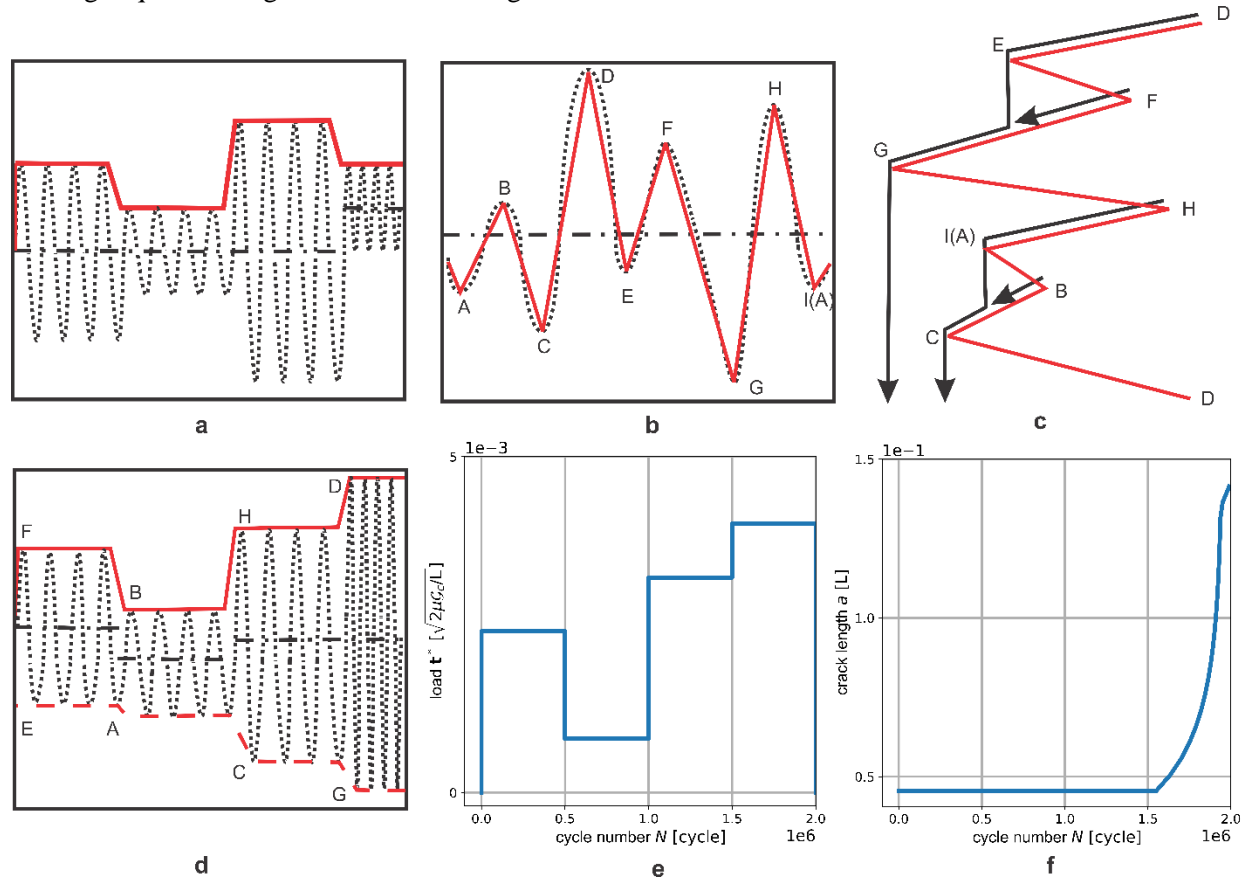 a
D
B
F
H
A
C
E
G
I(A)
b
D
E
F
G
H
I(A)
B
C
D
c
F
B
H
D
E
A
C
G
d
1e−3
5
0
load t* [√2μ𝒢c/L]
0.0 0.5 1.0 1.5 2.0
cycle number N [cycle]
1e6
e
1e−1
1.5
1.0
0.5
crack length a [L]
0.0 0.5 1.0 1.5 2.0
cycle number N [cycle]
1e6
f